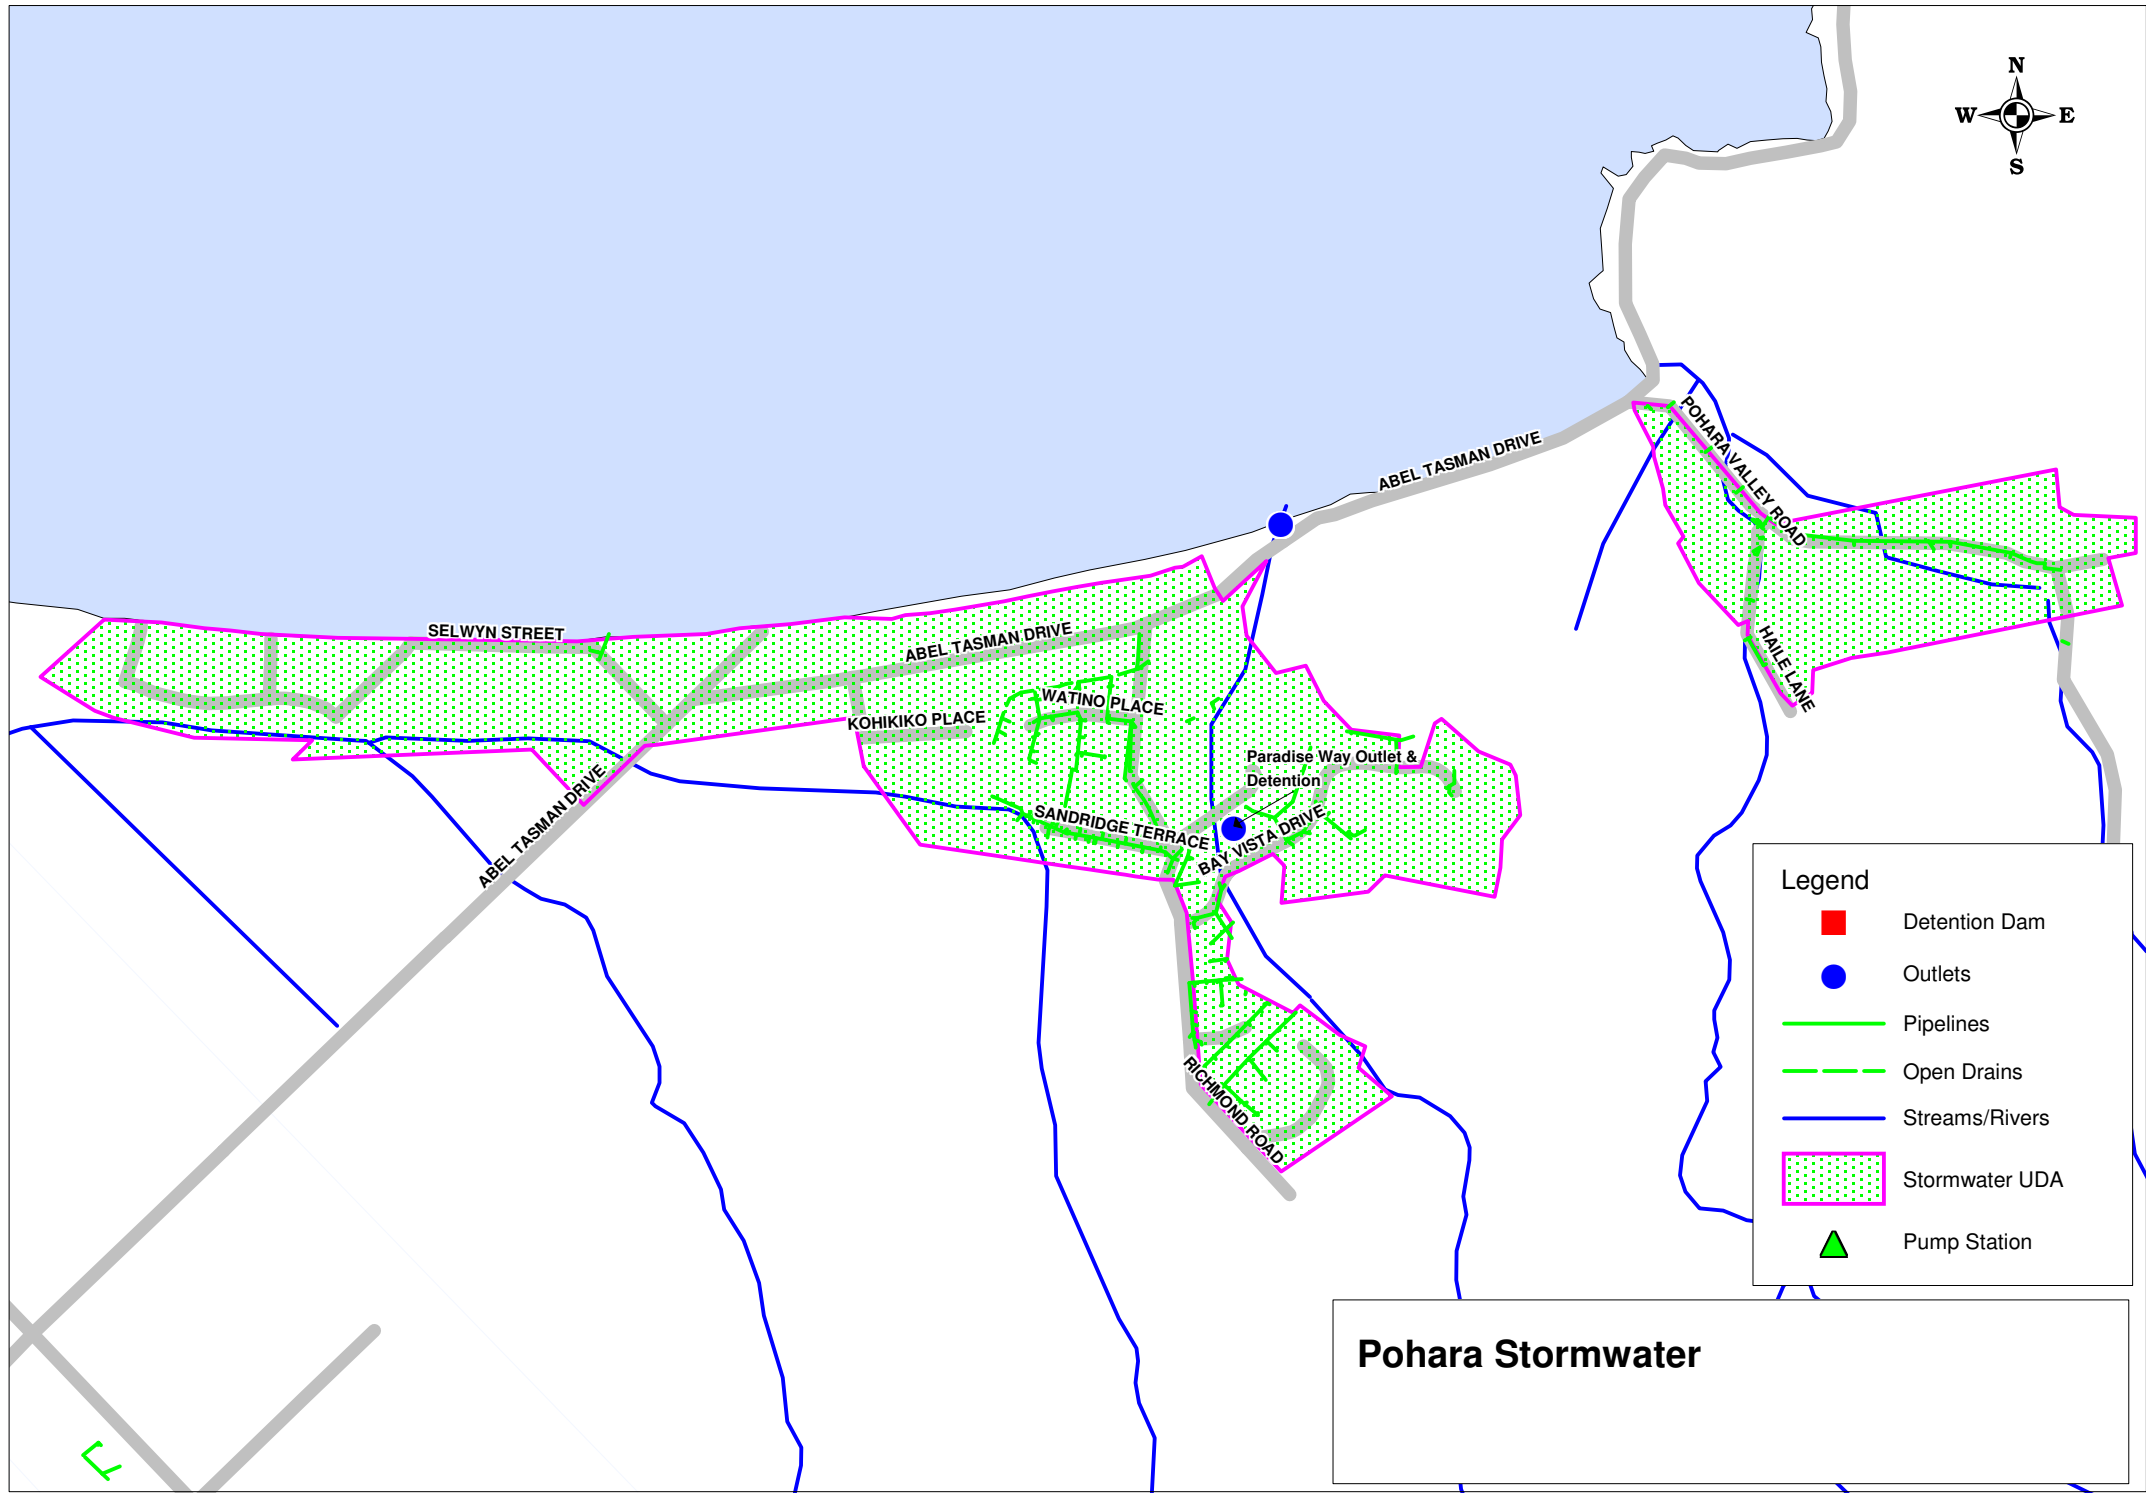 N
W E
S
ABEL TASMAN DRIVE
POHARA VALLEY ROAD
SELWYN STREET
ABEL TASMAN DRIVE
HAILE LANE
WATINO PLACE
KOHIKIKO PLACE
Paradise Way Outlet &
Detention
ABEL TASMAN DRIVE
SANDRIDGE TERRACE
BAY VISTA DRIVE
RICHMOND ROAD
Legend
Detention Dam
Outlets
Pipelines
Open Drains
Streams/Rivers
Stormwater UDA
Pump Station
Pohara Stormwater